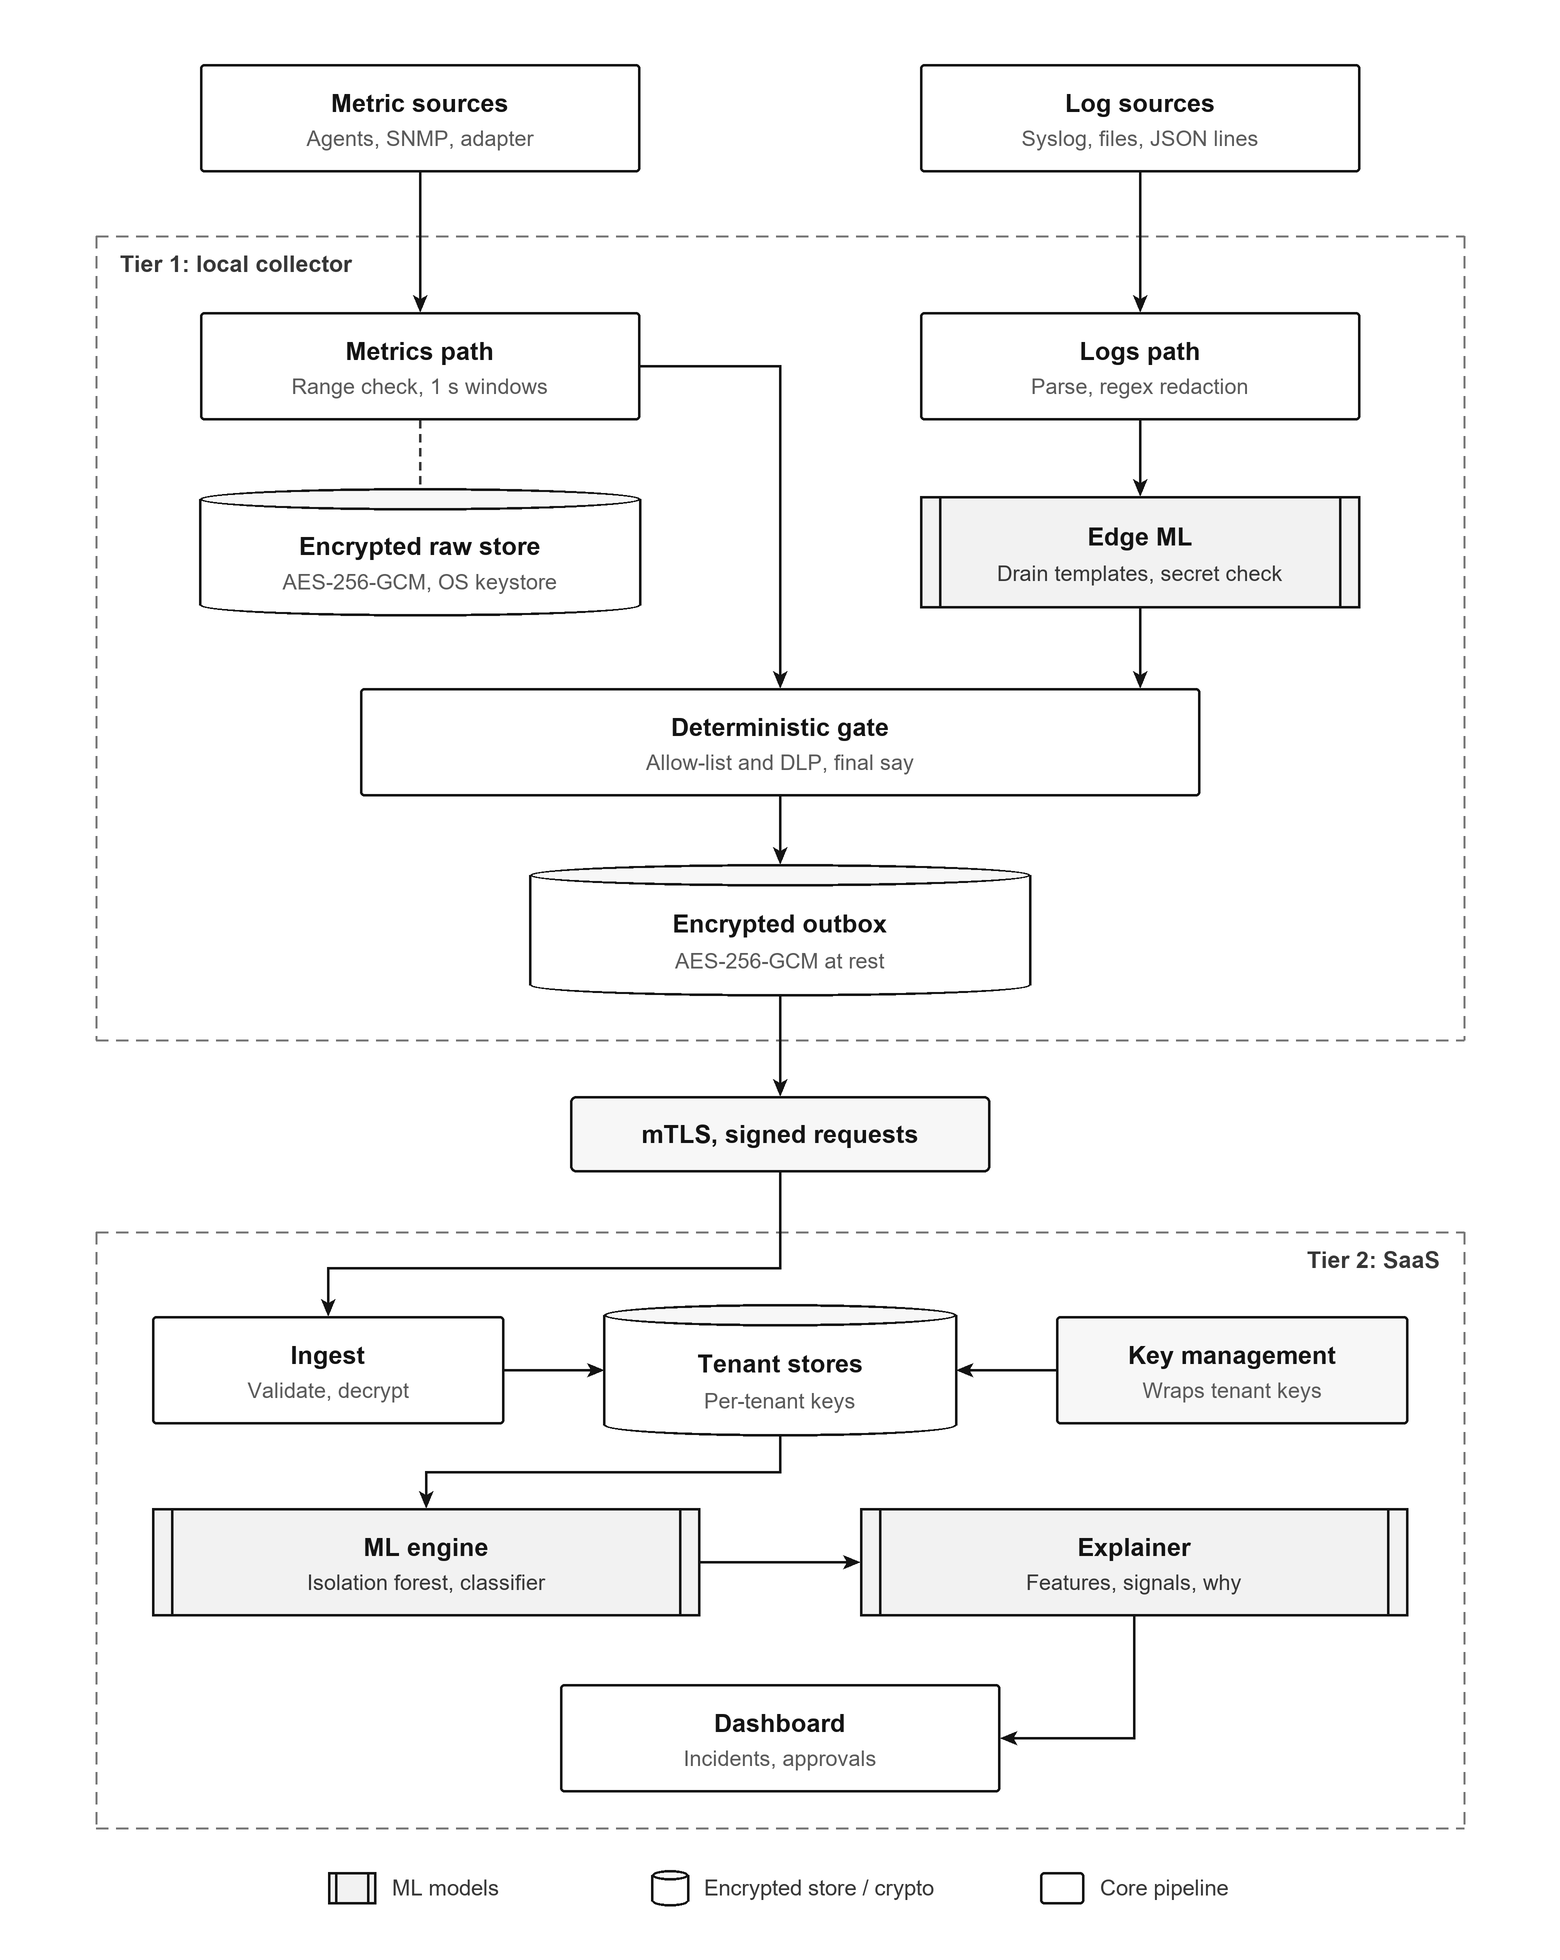 Metric sources
Agents, SNMP, adapter
Log sources
Syslog, files, JSON lines
Tier 1: local collector
Metrics path
Range check, 1 s windows
Logs path
Parse, regex redaction
Encrypted raw store
AES-256-GCM, OS keystore
Edge ML
Drain templates, secret check
Deterministic gate
Allow-list and DLP, final say
Encrypted outbox
AES-256-GCM at rest
mTLS, signed requests
Tier 2: SaaS
Ingest
Validate, decrypt
Tenant stores
Per-tenant keys
Key management
Wraps tenant keys
ML engine
Isolation forest, classifier
Explainer
Features, signals, why
Dashboard
Incidents, approvals
ML models
Encrypted store / crypto
Core pipeline